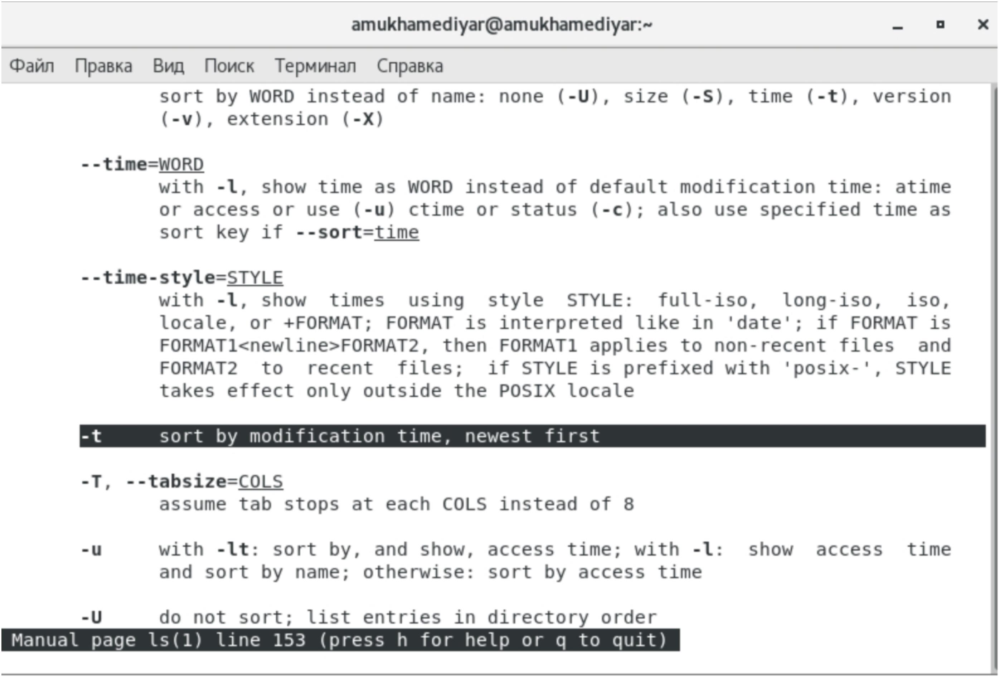 amukhamediyar@amukhamediyar:~
Файл Правка Вид Поиск Терминал Справка
sort by WORD instead of name: none (-U), size (-S), time (-t), version
(-v), extension (-X)
--time=WORD
with -l, show time as WORD instead of default modification time: atime
or access or use (-u) ctime or status (-c); also use specified time as
sort key if --sort=time
--time-style=STYLE
with -l, show times using style STYLE: full-iso, long-iso, iso,
locale, or +FORMAT; FORMAT is interpreted like in 'date'; if FORMAT is
FORMAT1<newline>FORMAT2, then FORMAT1 applies to non-recent files and
FORMAT2 to recent files; if STYLE is prefixed with 'posix-', STYLE
takes effect only outside the POSIX locale
-t sort by modification time, newest first
-T, --tabsize=COLS
assume tab stops at each COLS instead of 8
-u with -lt: sort by, and show, access time; with -l: show access time
and sort by name; otherwise: sort by access time
-U do not sort; list entries in directory order
Manual page ls(1) line 153 (press h for help or q to quit)